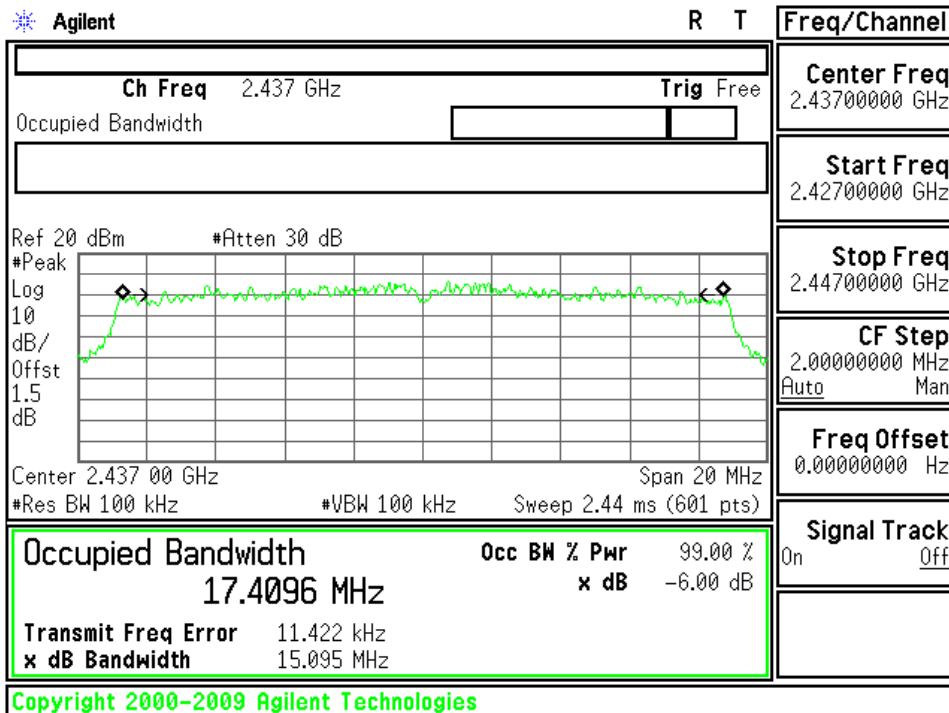 Agilent R T
Ch Freq 2.437 GHz Trig Free
Occupied Bandwidth
Ref 20 dBm #Atten 30 dB
#Peak
Log
10
dB/
Offst
1.5
dB
Center 2.437 00 GHz Span 20 MHz
#Res BW 100 kHz #VBW 100 kHz Sweep 2.44 ms (601 pts)
Occupied Bandwidth Occ BW % Pwr 99.00 %
17.4096 MHz x dB -6.00 dB
Transmit Freq Error 11.422 kHz
x dB Bandwidth 15.095 MHz
Copyright 2000-2009 Agilent Technologies
Freq/Channel
Center Freq
2.43700000 GHz
Start Freq
2.42700000 GHz
Stop Freq
2.44700000 GHz
CF Step
2.00000000 MHz
Auto Man
Freq Offset
0.00000000 Hz
Signal Track
On Off